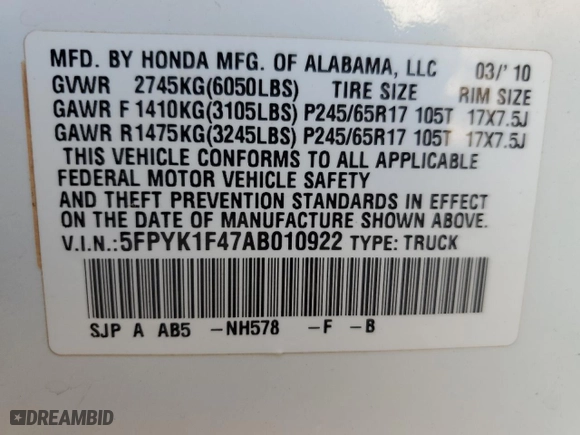 MFD. BY HONDA MFG. OF ALABAMA, LLC 03/'10
GVWR 2745KG(6050LBS) TIRE SIZE RIM SIZE
GAWR F 1410KG(3105LBS) P245/65R17 105T 17X7.5J
GAWR R 1475KG(3245LBS) P245/65R17 105T 17X7.5J
THIS VEHICLE CONFORMS TO ALL APPLICABLE
FEDERAL MOTOR VEHICLE SAFETY
AND THEFT PREVENTION STANDARDS IN EFFECT
ON THE DATE OF MANUFACTURE SHOWN ABOVE.
V.I.N.:5FPYK1F47AB010922 TYPE: TRUCK
SJP A AB5 -NH578 -F -B
DREAMBID